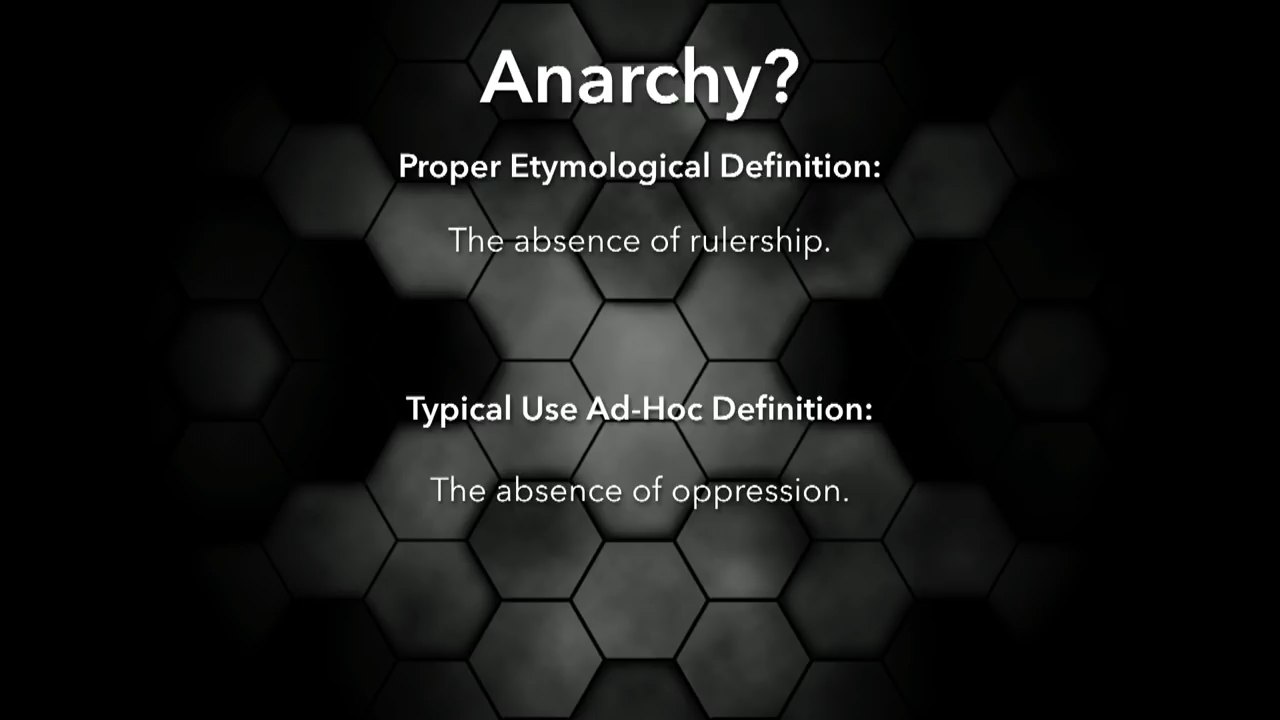 Anarchy?
Proper Etymological Definition:
The absence of rulership.
Typical Use Ad-Hoc Definition:
The absence of oppression.